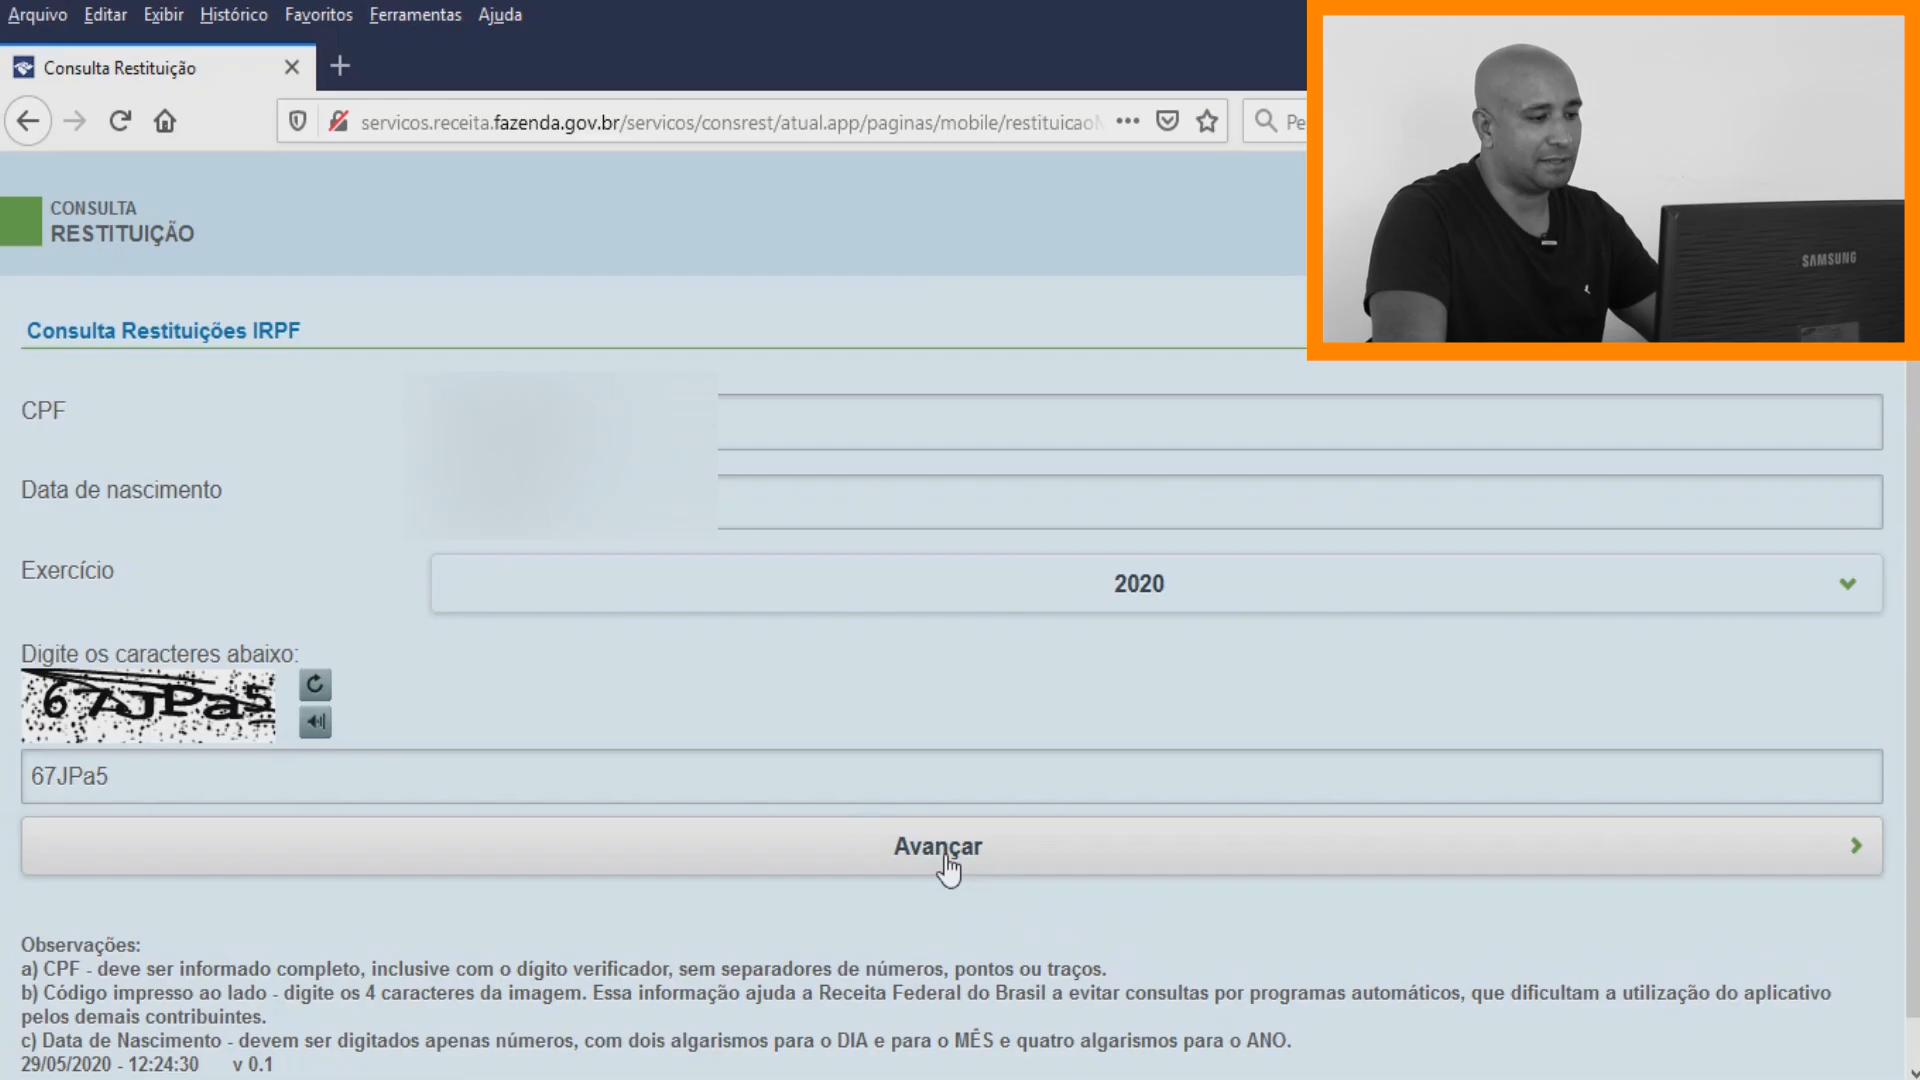 Arquivo Editar Exibir Histórico Favoritos Ferramentas Ajuda
Consulta Restituição
servicos.receita.fazenda.gov.br/servicos/consrest/atual.app/paginas/mobile/restituicao
Pe
SAMSUNG
CONSULTA
RESTITUIÇÃO
Consulta Restituições IRPF
CPF
Data de nascimento
Exercício
2020
Digite os caracteres abaixo:
67JPa5
67JPa5
Avançar
Observações:
a) CPF - deve ser informado completo, inclusive com o dígito verificador, sem separadores de números, pontos ou traços.
b) Código impresso ao lado - digite os 4 caracteres da imagem. Essa informação ajuda a Receita Federal do Brasil a evitar consultas por programas automáticos, que dificultam a utilização do aplicativo
pelos demais contribuintes.
c) Data de Nascimento - devem ser digitados apenas números, com dois algarismos para o DIA e para o MÊS e quatro algarismos para o ANO.
29/05/2020 - 12:24:30 v 0.1